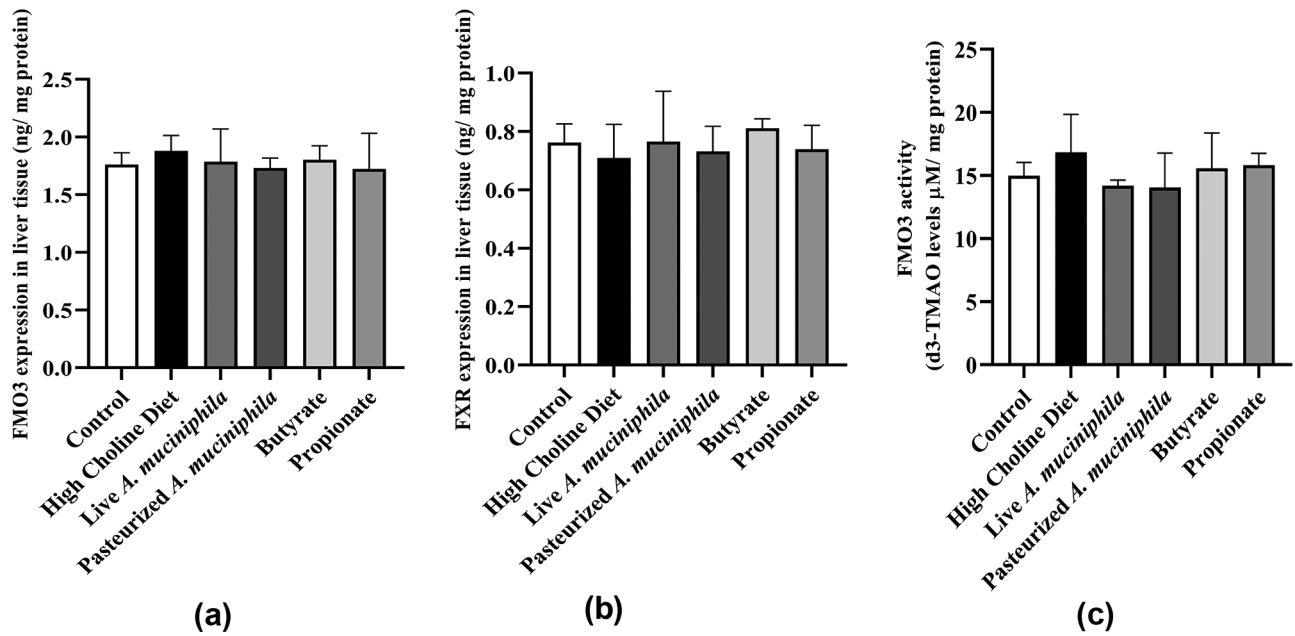 FMO3 expression in liver tissue (ng/ mg protein)
2.5
2.0
1.5
1.0
0.5
0.0
Control
High Choline Diet
Live A. muciniphila
Pasteurized A. muciniphila
Butyrate
Propionate
(a)
FXR expression in liver tissue (ng/ mg protein)
1.0
0.8
0.6
0.4
0.2
0.0
Control
High Choline Diet
Live A. muciniphila
Pasteurized A. muciniphila
Butyrate
Propionate
(b)
FMO3 activity
(d3-TMAO levels µM/ mg protein)
25
20
15
10
5
0
Control
High Choline Diet
Live A. muciniphila
Pasteurized A. muciniphila
Butyrate
Propionate
(c)